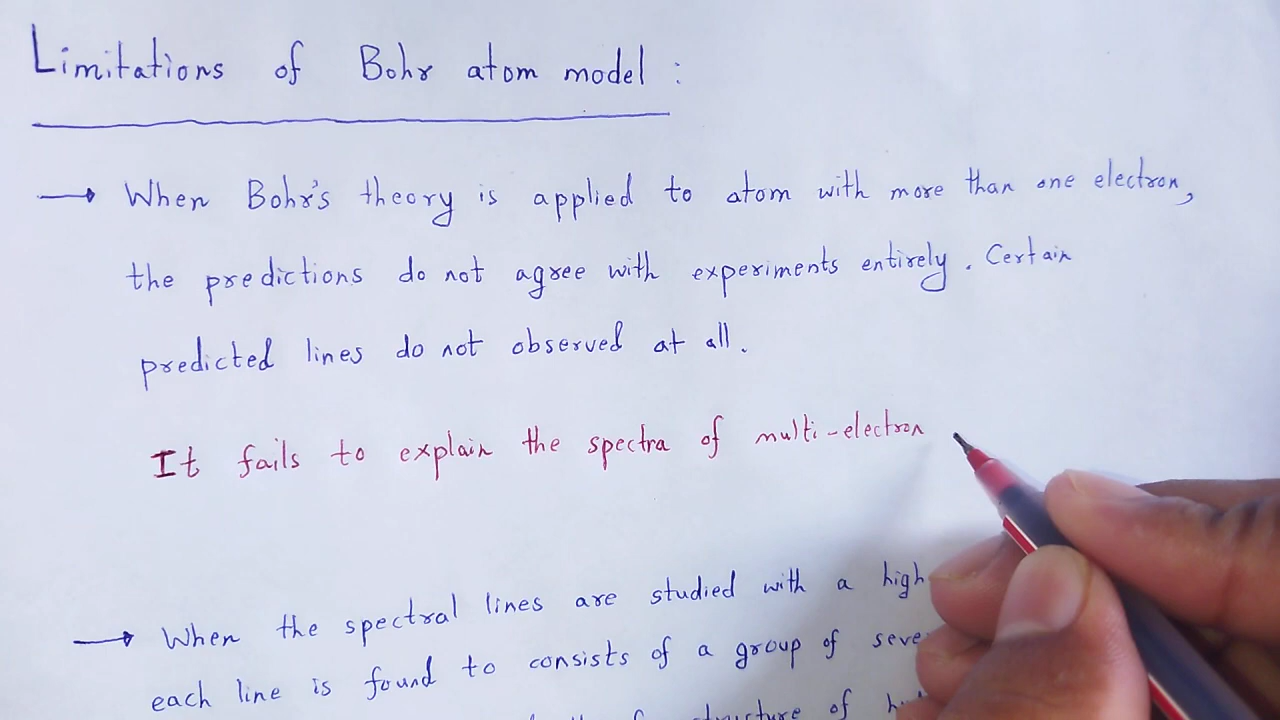 Limitations of Bohr atom model :
→ When Bohr's theory is applied to atom with more than one electron,
the predictions do not agree with experiments entirely. Certain
predicted lines do not observed at all.
It fails to explain the spectra of multi-electron
→ When the spectral lines are studied with a high
each line is found to consists of a group of
structure of